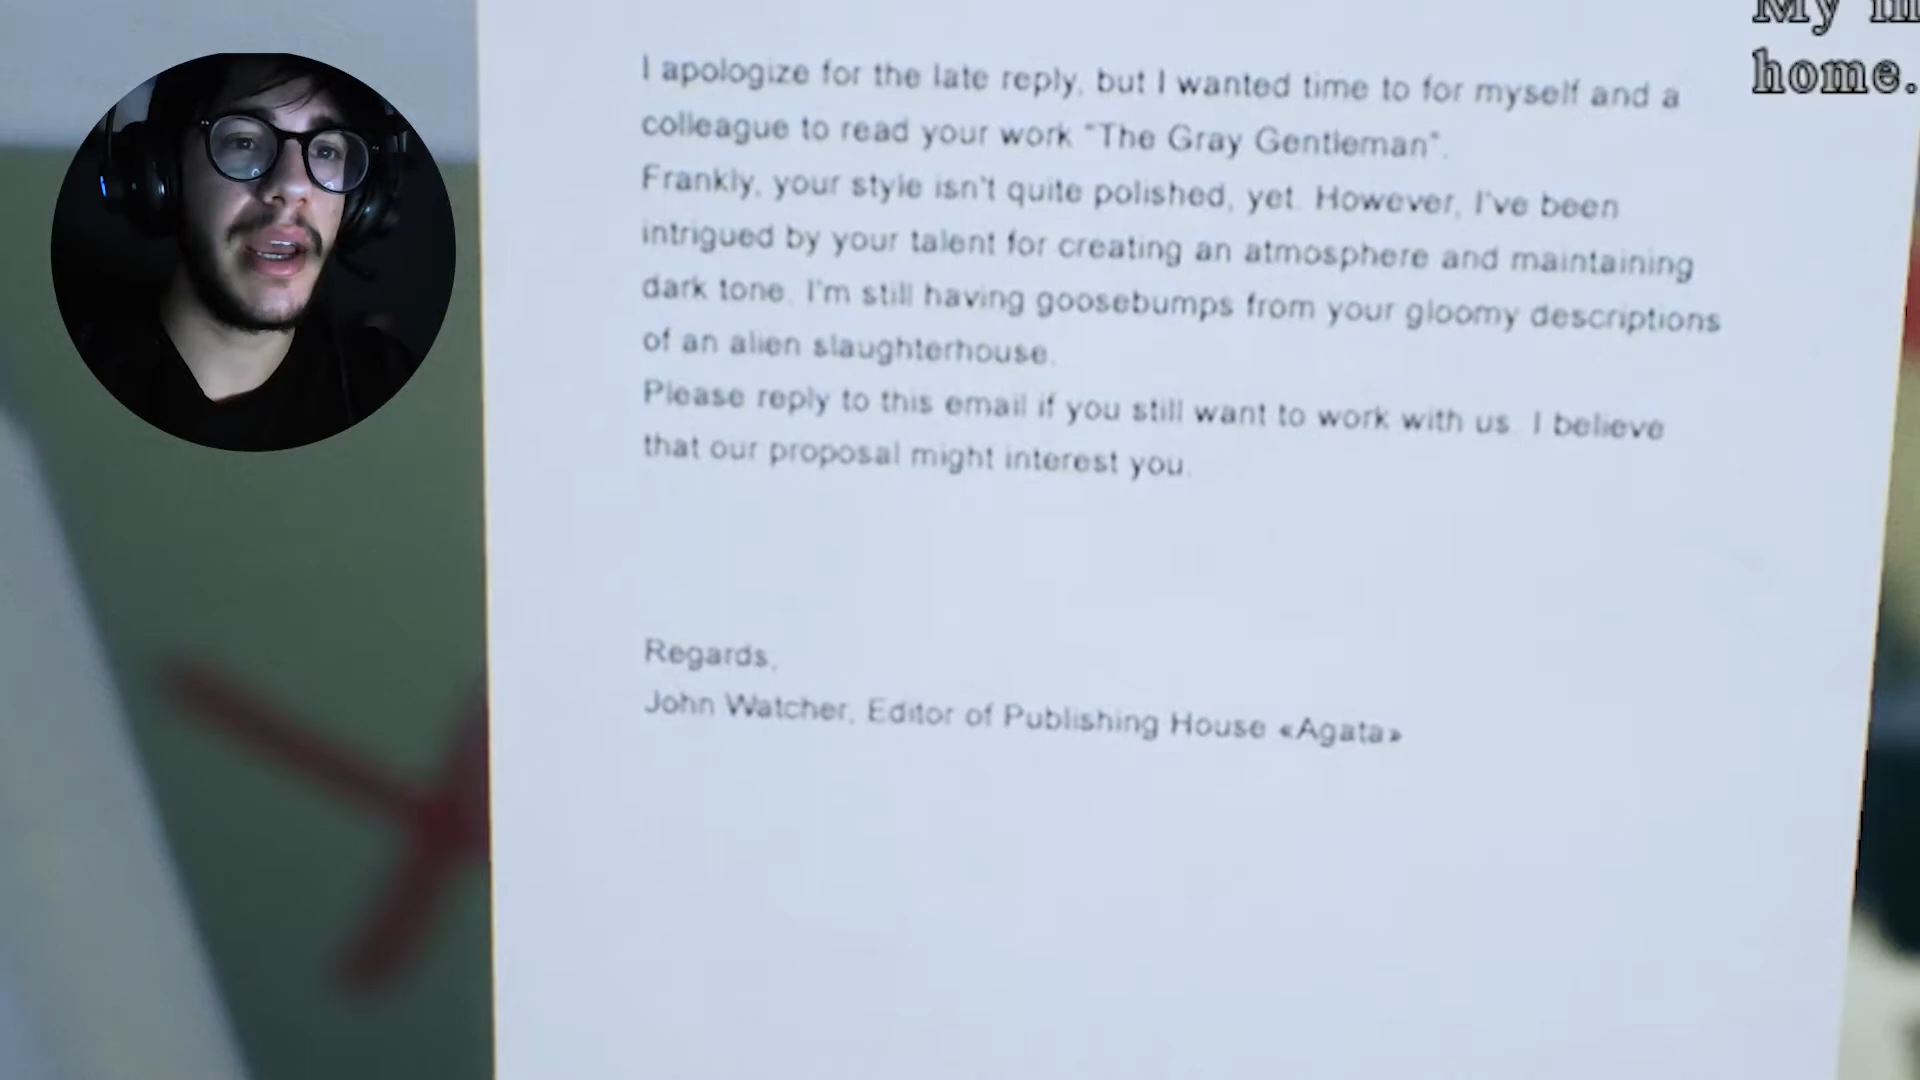 My
home.
I apologize for the late reply, but I wanted time to for myself and a
colleague to read your work "The Gray Gentleman".
Frankly, your style isn't quite polished, yet. However, I've been
intrigued by your talent for creating an atmosphere and maintaining
dark tone. I'm still having goosebumps from your gloomy descriptions
of an alien slaughterhouse.
Please reply to this email if you still want to work with us. I believe
that our proposal might interest you.
Regards,
John Watcher, Editor of Publishing House «Agata»